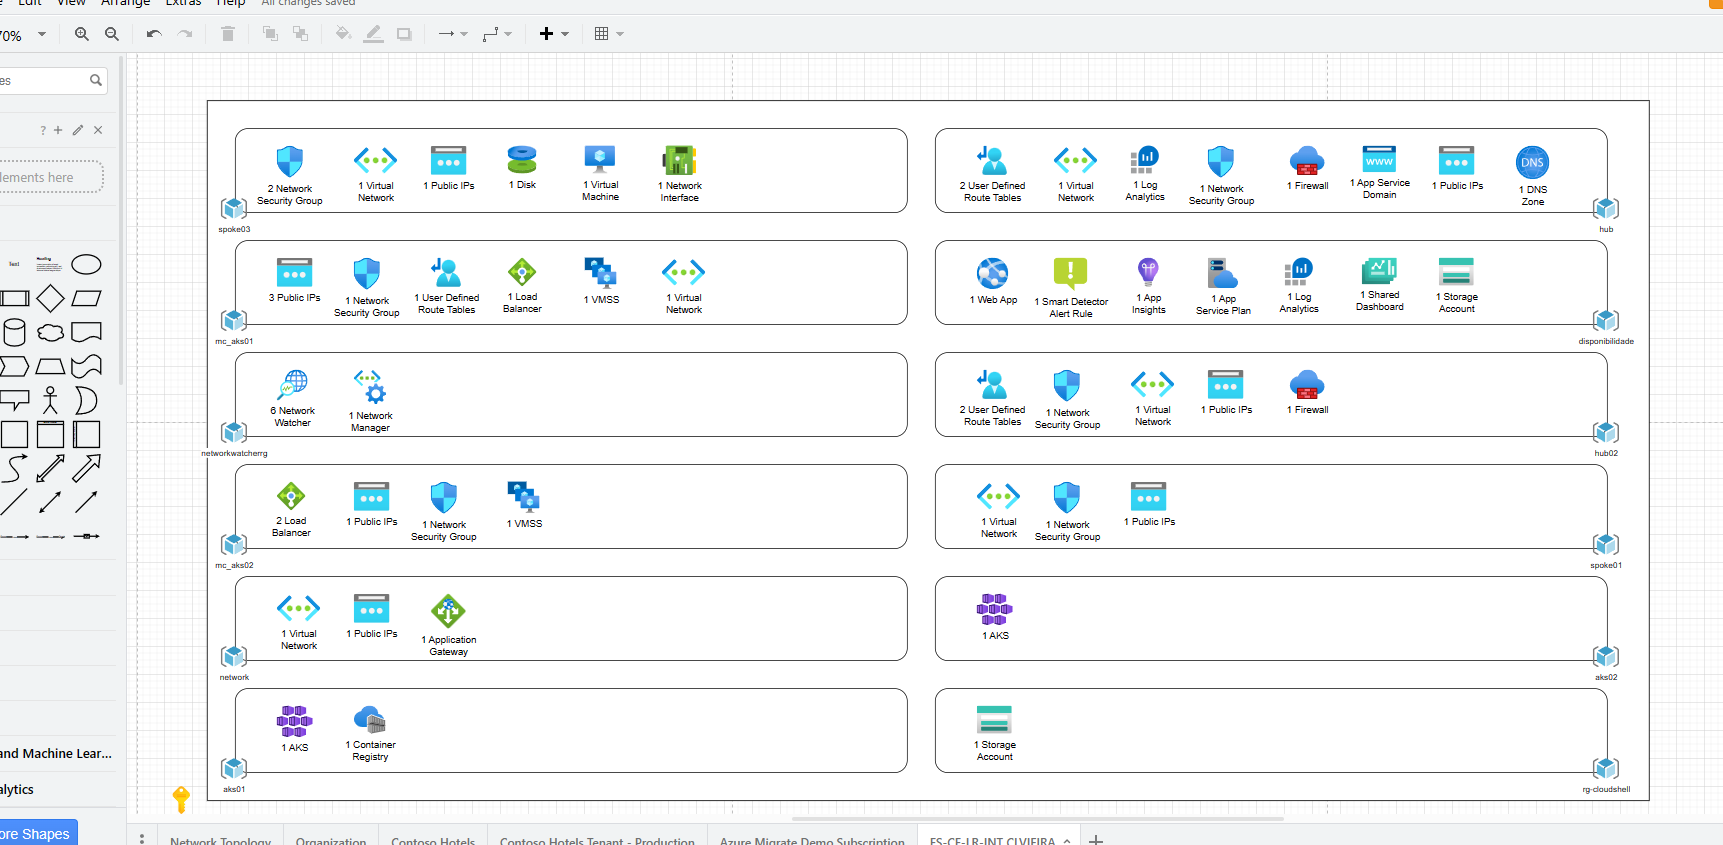 Edit View Arrange Extras Help All changes saved
70%
es
? + ✕
lements here
Text
Heading
and Machine Lear...
alytics
ore Shapes
2 Network
Security Group
1 Virtual
Network
1 Public IPs
1 Disk
1 Virtual
Machine
1 Network
Interface
spoke03
2 User Defined
Route Tables
1 Virtual
Network
1 Log
Analytics
1 Network
Security Group
1 Firewall
www
1 App Service
Domain
1 Public IPs
DNS
1 DNS
Zone
hub
3 Public IPs
1 Network
Security Group
1 User Defined
Route Tables
1 Load
Balancer
1 VMSS
1 Virtual
Network
mc_aks01
1 Web App
1 Smart Detector
Alert Rule
1 App
Insights
1 App
Service Plan
1 Log
Analytics
1 Shared
Dashboard
1 Storage
Account
disponibilidade
6 Network
Watcher
1 Network
Manager
networkwatcherrg
2 User Defined
Route Tables
1 Network
Security Group
1 Virtual
Network
1 Public IPs
1 Firewall
hub02
2 Load
Balancer
1 Public IPs
1 Network
Security Group
1 VMSS
mc_aks02
1 Virtual
Network
1 Network
Security Group
1 Public IPs
spoke01
1 Virtual
Network
1 Public IPs
1 Application
Gateway
network
1 AKS
aks02
1 AKS
1 Container
Registry
aks01
1 Storage
Account
rg-cloudshell
Network Topology Organization Contoso Hotels Contoso Hotels Tenant - Production Azure Migrate Demo Subscription ES-CE-LR-INT CLVIEIRA